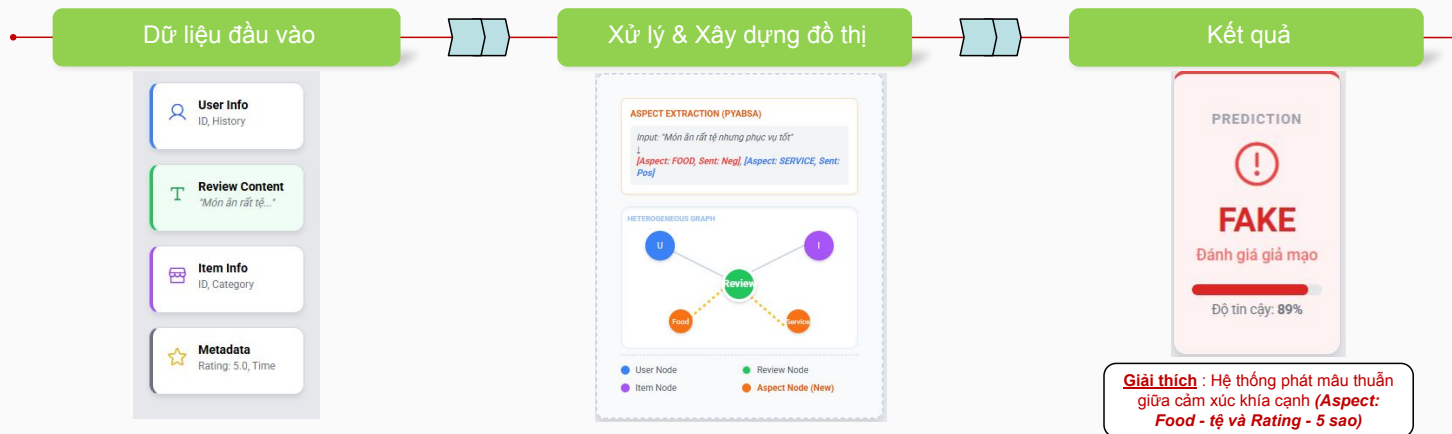 Dữ liệu đầu vào
Xử lý & Xây dựng đồ thị
Kết quả
User Info
ID, History
Review Content
"Món ăn rất tệ..."
Item Info
ID, Category
Metadata
Rating: 5.0, Time
ASPECT EXTRACTION (PYABSA)
Input: "Món ăn rất tệ nhưng phục vụ tốt"
↓
[Aspect: FOOD, Sent: Neg], [Aspect: SERVICE, Sent:
Pos]
HETEROGENEOUS GRAPH
U
I
Review
Food
Service
User Node
Review Node
Item Node
Aspect Node (New)
PREDICTION
!
FAKE
Đánh giá giả mạo
Độ tin cậy: 89%
Giải thích : Hệ thống phát mâu thuẫn
giữa cảm xúc khía cạnh (Aspect:
Food - tệ và Rating - 5 sao)